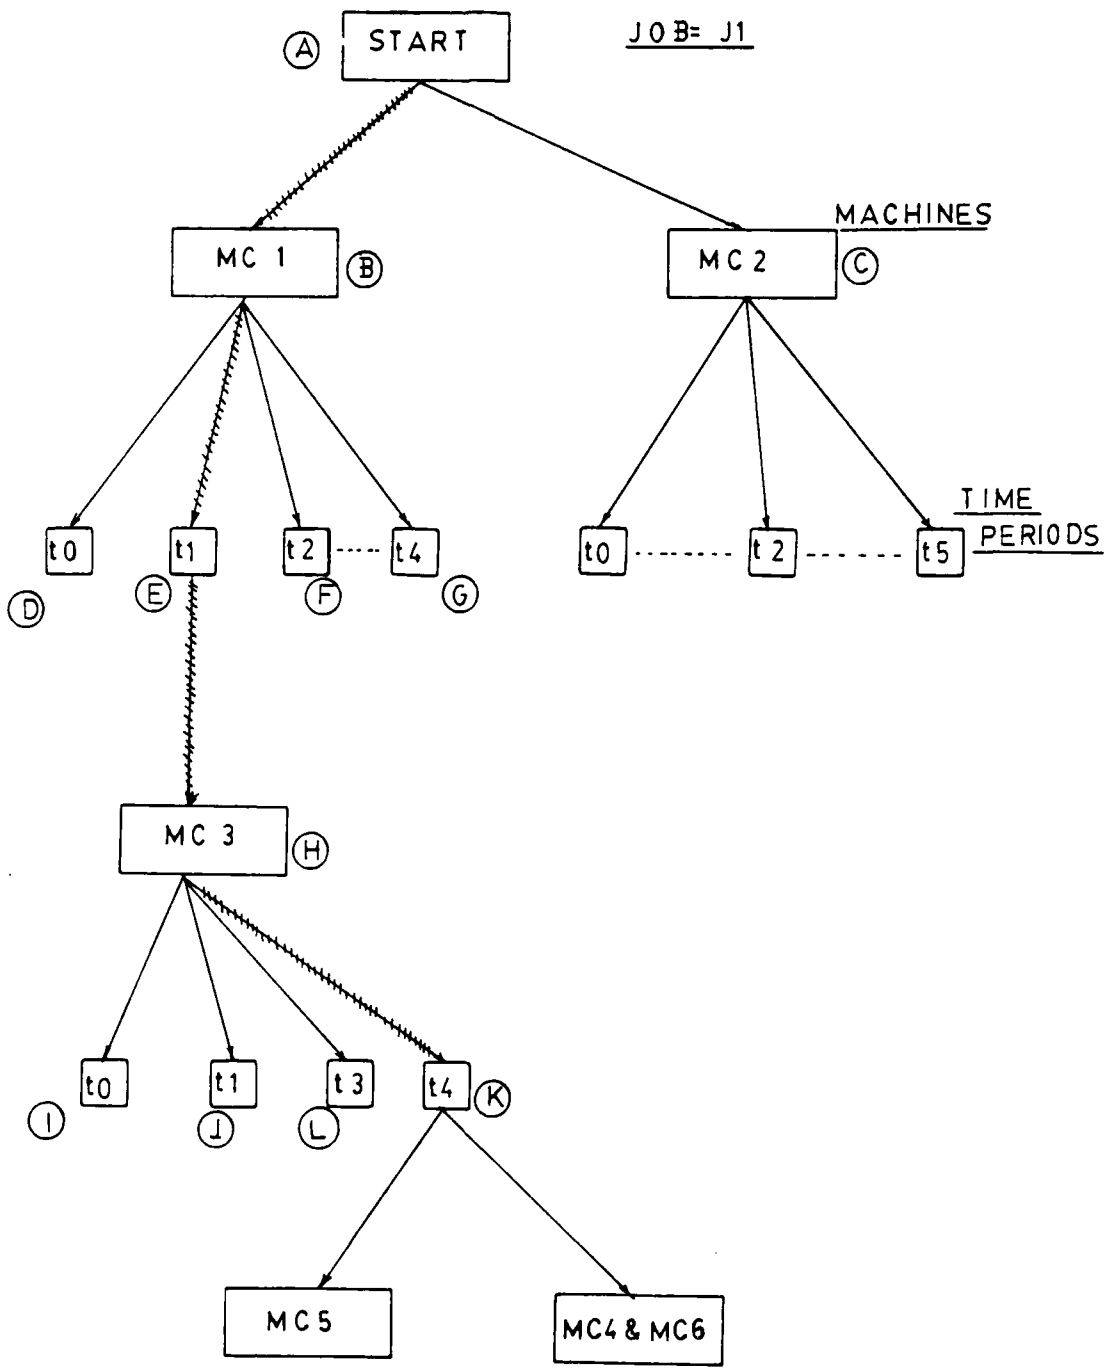 JOB= J1
A
START
MACHINES
MC 1
B
MC 2
C
TIME
PERIODS
t0
t1
t2 ..... t4
t0 ......... t2 ------- t5
D
E
F
G
MC 3
H
t0
t1
t3
t4
K
I
J
L
MC5
MC4 & MC6